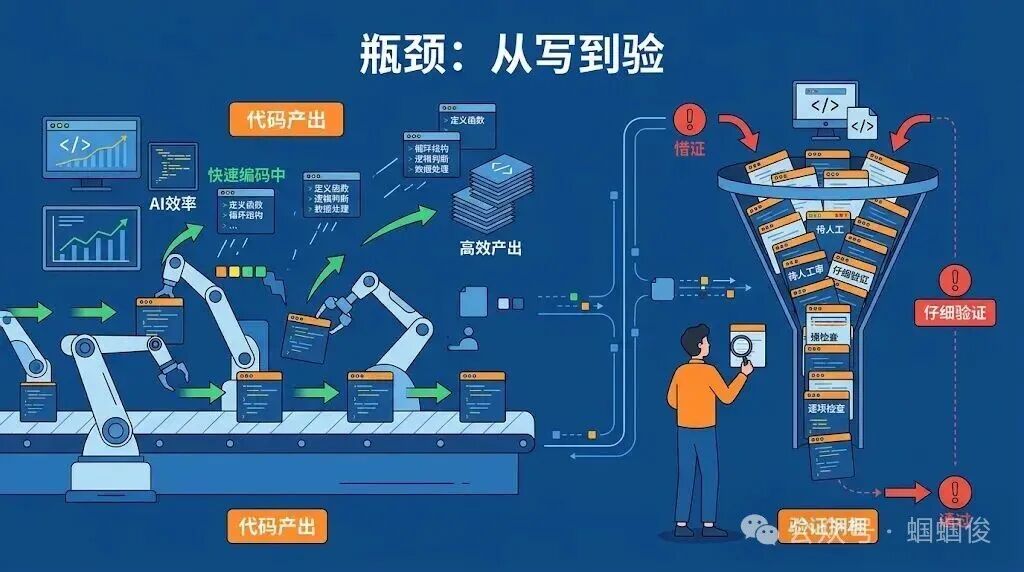 瓶颈：从写到验
代码产出
</>
AI效率
快速编码中
> 定义函数
> 循环结构
...
> 定义函数
> 逻辑判断
> 数据处理
> 循环结构
> 逻辑判断
> 数据处理
> 定义函数
</>
高效产出
代码产出
惜证
</>
</>
待人工
待人工审
仔细验证
逐项检查
仔细验证
通过
公众号 · 蝈蝈俊